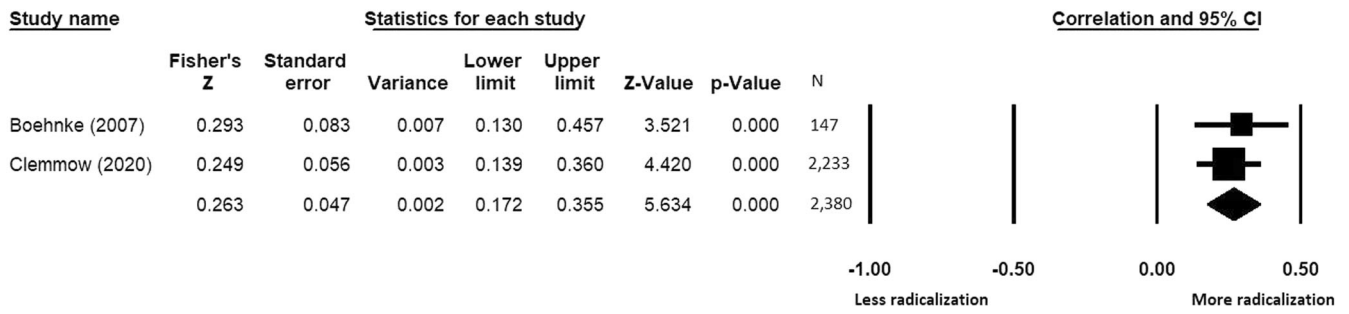 Study name Statistics for each study Correlation and 95% CI
Fisher's Standard Lower Upper
Z error Variance limit limit Z-Value p-Value N
Boehnke (2007) 0.293 0.083 0.007 0.130 0.457 3.521 0.000 147
Clemmow (2020) 0.249 0.056 0.003 0.139 0.360 4.420 0.000 2,233
0.263 0.047 0.002 0.172 0.355 5.634 0.000 2,380
-1.00 -0.50 0.00 0.50
Less radicalization More radicalization